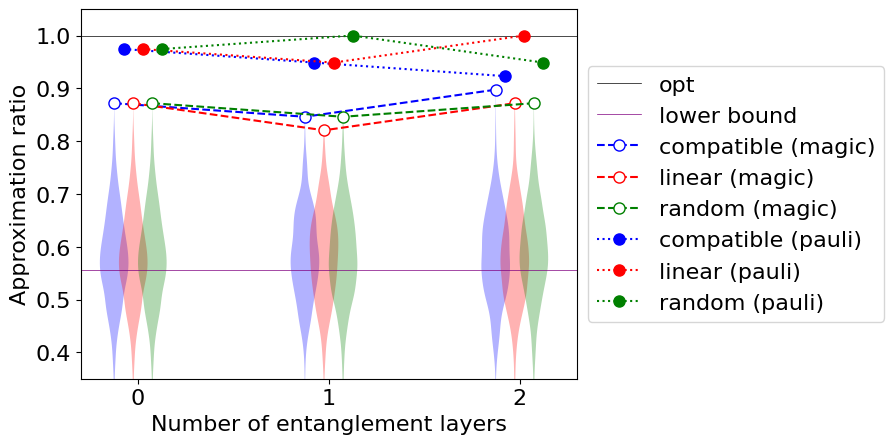 Approximation ratio
1.0
0.9
0.8
0.7
0.6
0.5
0.4
0
1
2
Number of entanglement layers
opt
lower bound
compatible (magic)
linear (magic)
random (magic)
compatible (pauli)
linear (pauli)
random (pauli)